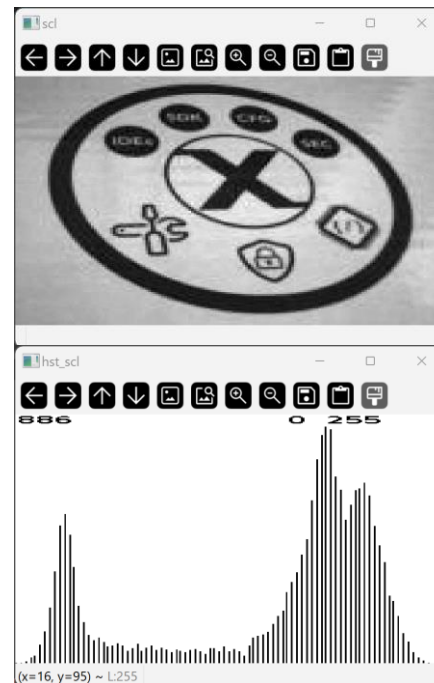 scl
IDEs SDK CFG SEC
X
hst_scl
886 0 255
(x=16, y=95) ~ L:255